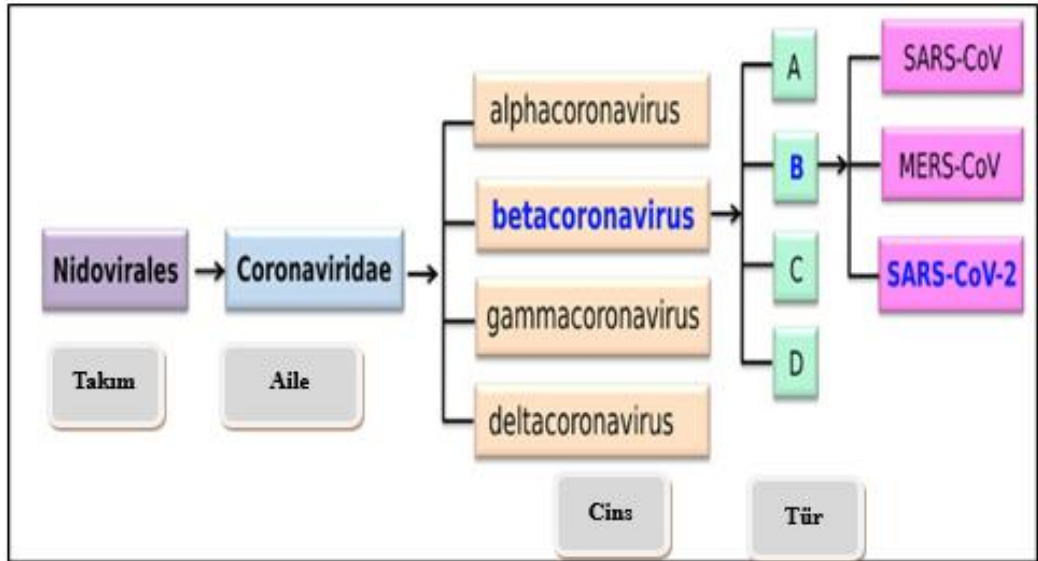 Nidovirales
Takım
Coronaviridae
Aile
alphacoronavirus
betacoronavirus
gammacoronavirus
deltacoronavirus
Cins
A
B
C
D
Tür
SARS-CoV
MERS-CoV
SARS-CoV-2